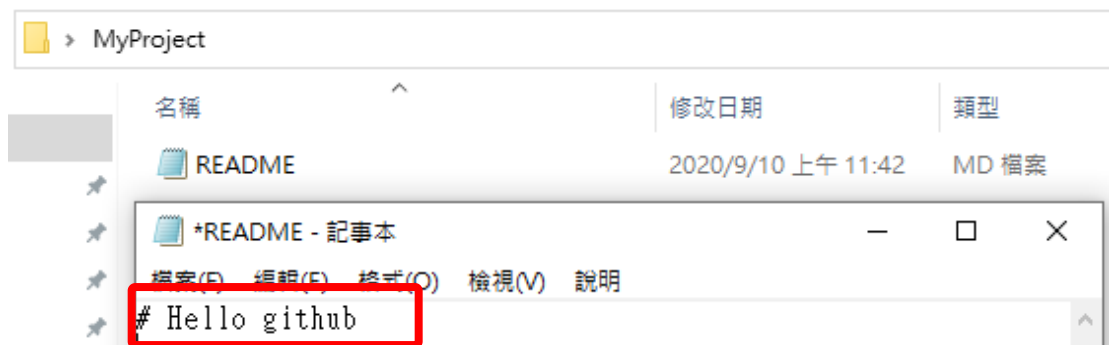 > MyProject
名稱 修改日期 類型
README 2020/9/10 上午 11:42 MD 檔案
*README - 記事本
檔案(F) 編輯(E) 格式(O) 檢視(V) 說明
# Hello github